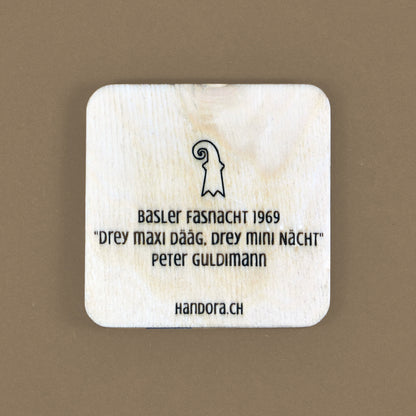 Basler Fasnacht 1969
"Drey maxi Dääg, drey mini Nächt"
Peter Guldimann
Handora.ch